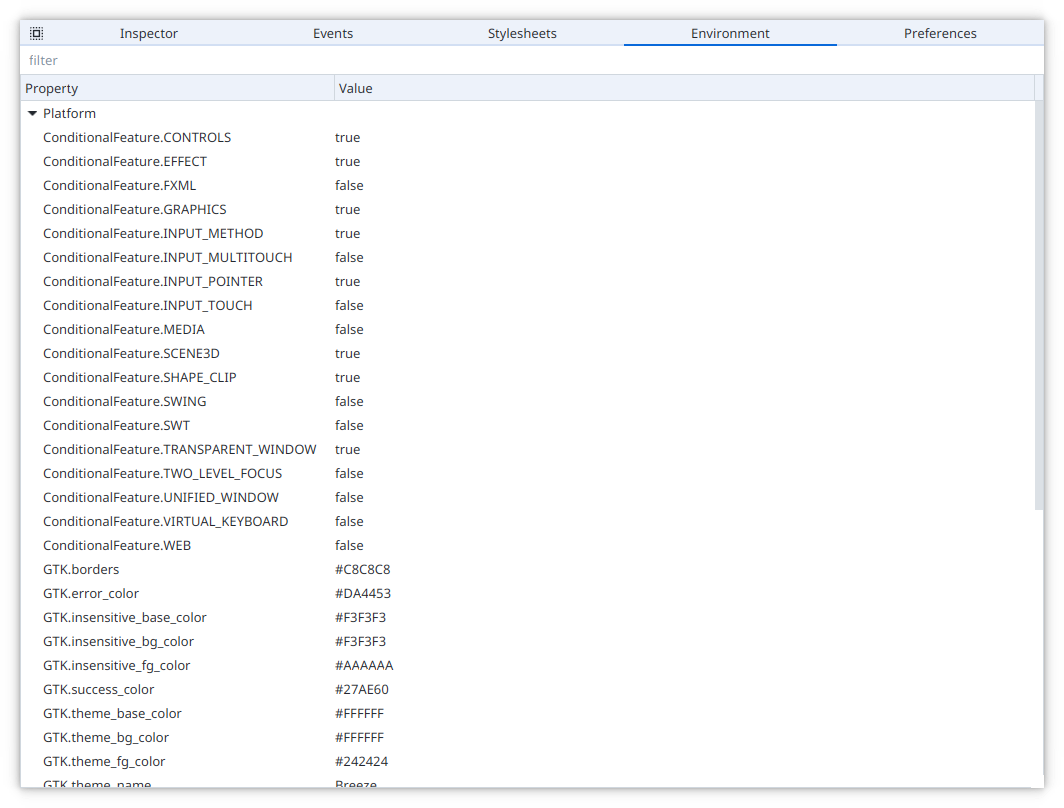 Inspector Events Stylesheets Environment Preferences
filter
Property Value
Platform
ConditionalFeature.CONTROLS true
ConditionalFeature.EFFECT true
ConditionalFeature.FXML false
ConditionalFeature.GRAPHICS true
ConditionalFeature.INPUT_METHOD true
ConditionalFeature.INPUT_MULTITOUCH false
ConditionalFeature.INPUT_POINTER true
ConditionalFeature.INPUT_TOUCH false
ConditionalFeature.MEDIA false
ConditionalFeature.SCENE3D true
ConditionalFeature.SHAPE_CLIP true
ConditionalFeature.SWING false
ConditionalFeature.SWT false
ConditionalFeature.TRANSPARENT_WINDOW true
ConditionalFeature.TWO_LEVEL_FOCUS false
ConditionalFeature.UNIFIED_WINDOW false
ConditionalFeature.VIRTUAL_KEYBOARD false
ConditionalFeature.WEB false
GTK.borders #C8C8C8
GTK.error_color #DA4453
GTK.insensitive_base_color #F3F3F3
GTK.insensitive_bg_color #F3F3F3
GTK.insensitive_fg_color #AAAAAA
GTK.success_color #27AE60
GTK.theme_base_color #FFFFFF
GTK.theme_bg_color #FFFFFF
GTK.theme_fg_color #242424
GTK.theme_name Breeze